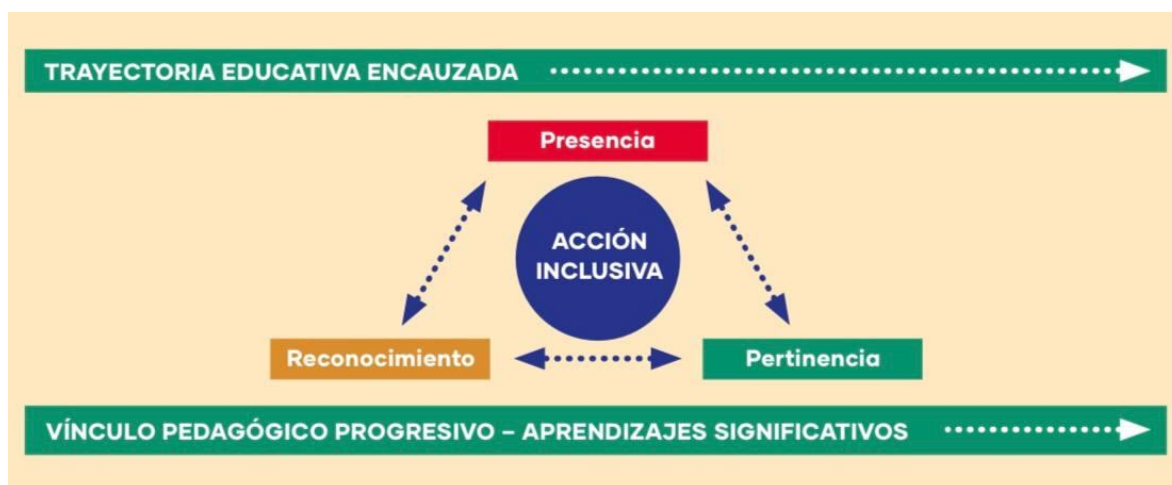 TRAYECTORIA EDUCATIVA ENCAUZADA
Presencia
ACCIÓN
INCLUSIVA
Reconocimiento
Pertinencia
VÍNCULO PEDAGÓGICO PROGRESIVO – APRENDIZAJES SIGNIFICATIVOS